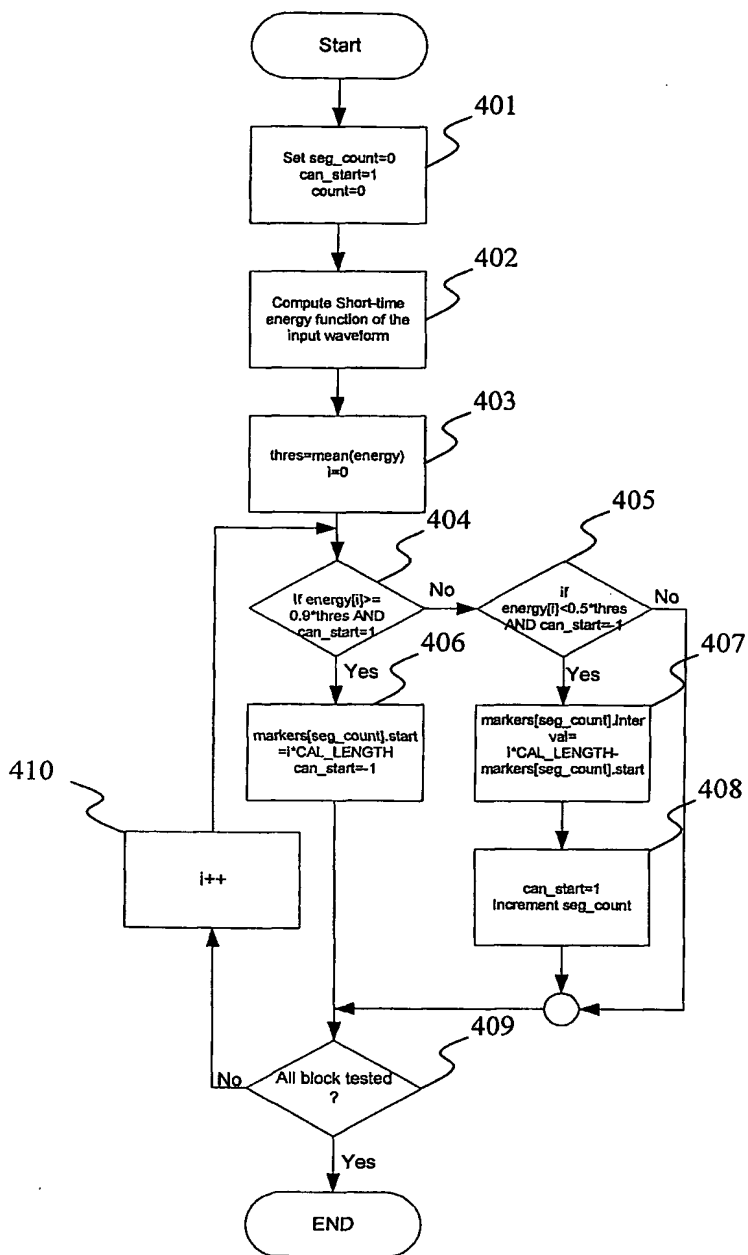 Start
401
Set seg_count=0
can_start=1
count=0
402
Compute Short-time
energy function of the
input waveform
403
thres=mean(energy)
i=0
404
If energy[i]>=
0.9*thres AND
can_start=1
No
405
if
energy[i]<0.5*thres
AND can_start=-1
No
Yes
406
markers[seg_count].start
=i*CAL_LENGTH
can_start=-1
Yes
407
markers[seg_count].inter
val=
i*CAL_LENGTH-
markers[seg_count].start
408
can_start=1
Increment seg_count
410
i++
409
All block tested
?
No
Yes
END